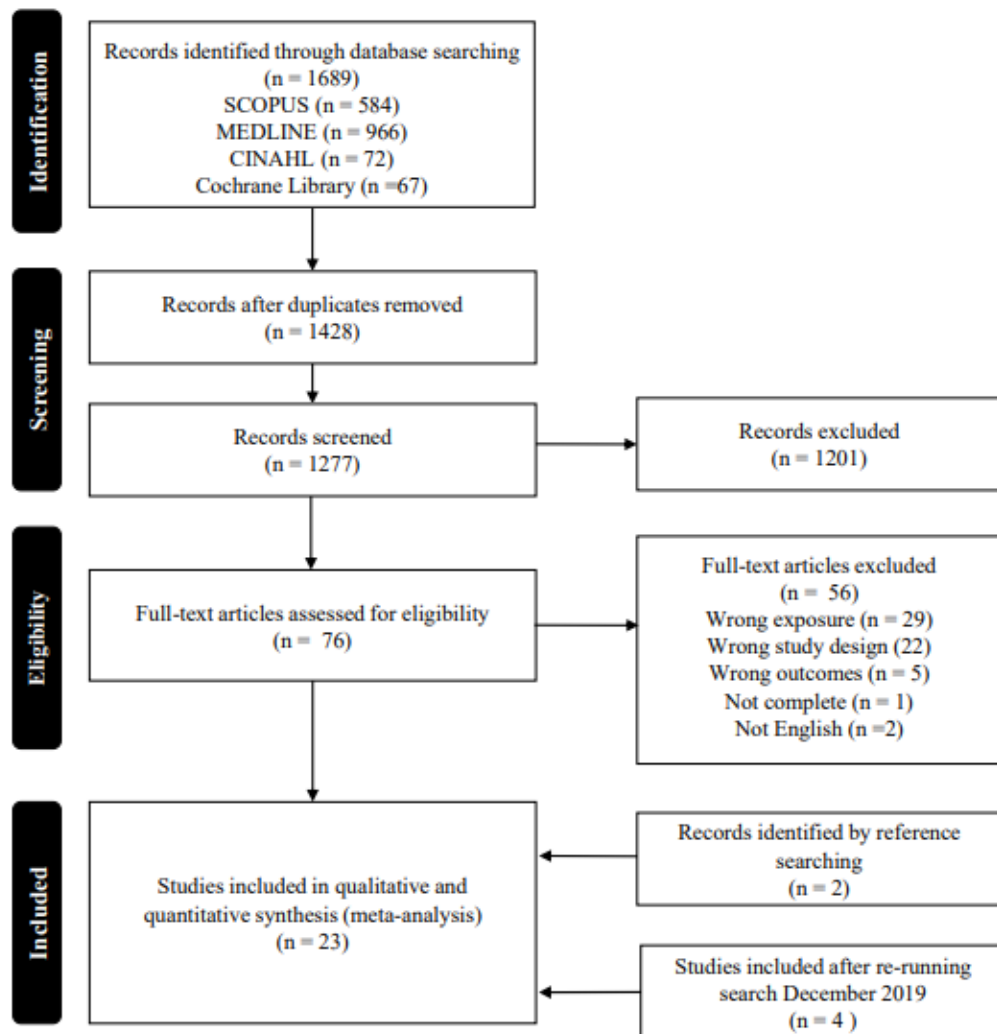 Identification
Records identified through database searching
(n = 1689)
SCOPUS (n = 584)
MEDLINE (n = 966)
CINAHL (n = 72)
Cochrane Library (n =67)
Screening
Records after duplicates removed
(n = 1428)
Records screened
(n = 1277)
Records excluded
(n = 1201)
Eligibility
Full-text articles assessed for eligibility
(n = 76)
Full-text articles excluded
(n = 56)
Wrong exposure (n = 29)
Wrong study design (22)
Wrong outcomes (n = 5)
Not complete (n = 1)
Not English (n =2)
Included
Studies included in qualitative and
quantitative synthesis (meta-analysis)
(n = 23)
Records identified by reference
searching
(n = 2)
Studies included after re-running
search December 2019
(n = 4 )